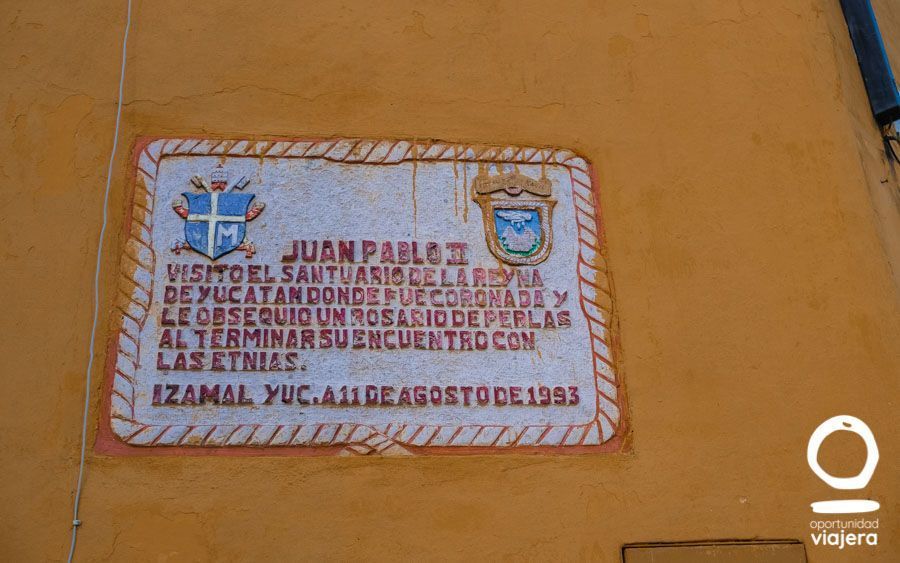 JUAN PABLO II
VISITO EL SANTUARIO DE LA REYNA
DE YUCATAN DONDE FUE CORONADA Y
LE OBSEQUIO UN ROSARIO DE PERLAS
AL TERMINAR SU ENCUENTRO CON
LAS ETNIAS.
IZAMAL YUC. A 11 DE AGOSTO DE 1993
M
oportunidad
viajera